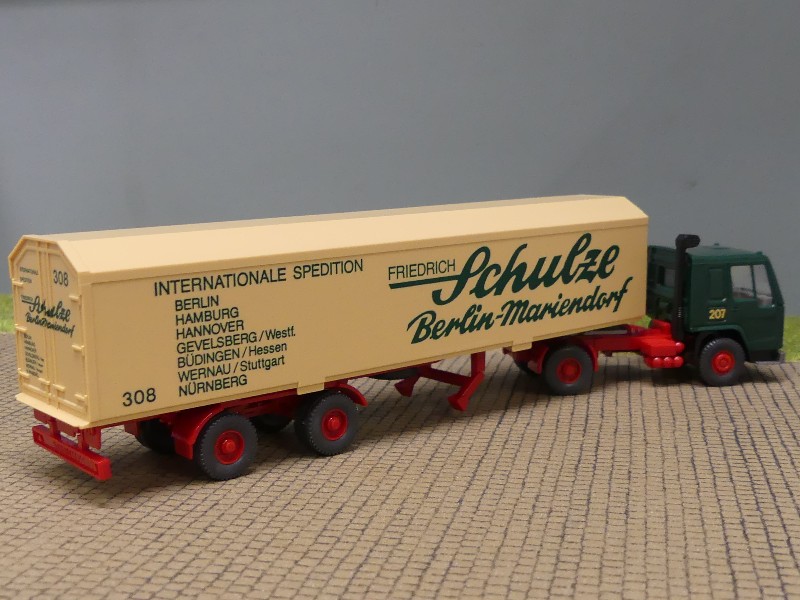 INTERNATIONALE SPEDITION
BERLIN
HAMBURG
HANNOVER
GEVELSBERG/Westf.
BÜDINGEN/Hessen
WERNAU/Stuttgart
NÜRNBERG
308
FRIEDRICH Schulze
Berlin-Mariendorf
207
308
Schulze
Berlin-Mariendorf